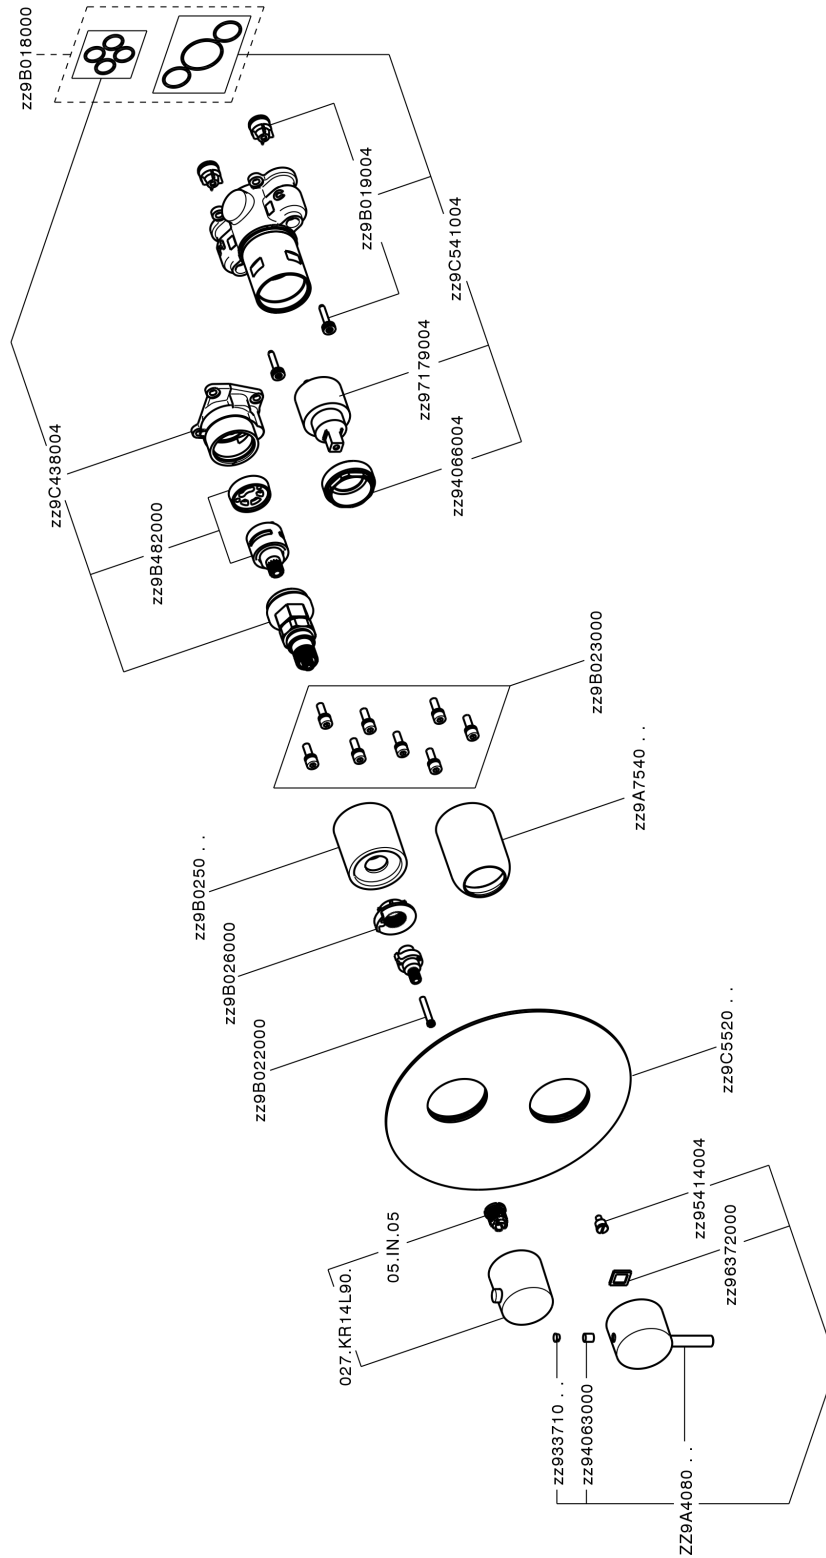 zz9B018000
zz9B019004
zz9C541004
zz97179004
zz94066004
zz9C438004
zz9B482000
zz9B023000
zz9A7540 . .
zz9B0250 . .
zz9B026000
zz9B022000
zz9C5520 . .
zz95414004
zz96372000
05.IN.05
027.KR14L90.
zz933710 . .
zz94063000
ZZ9A4080 . .